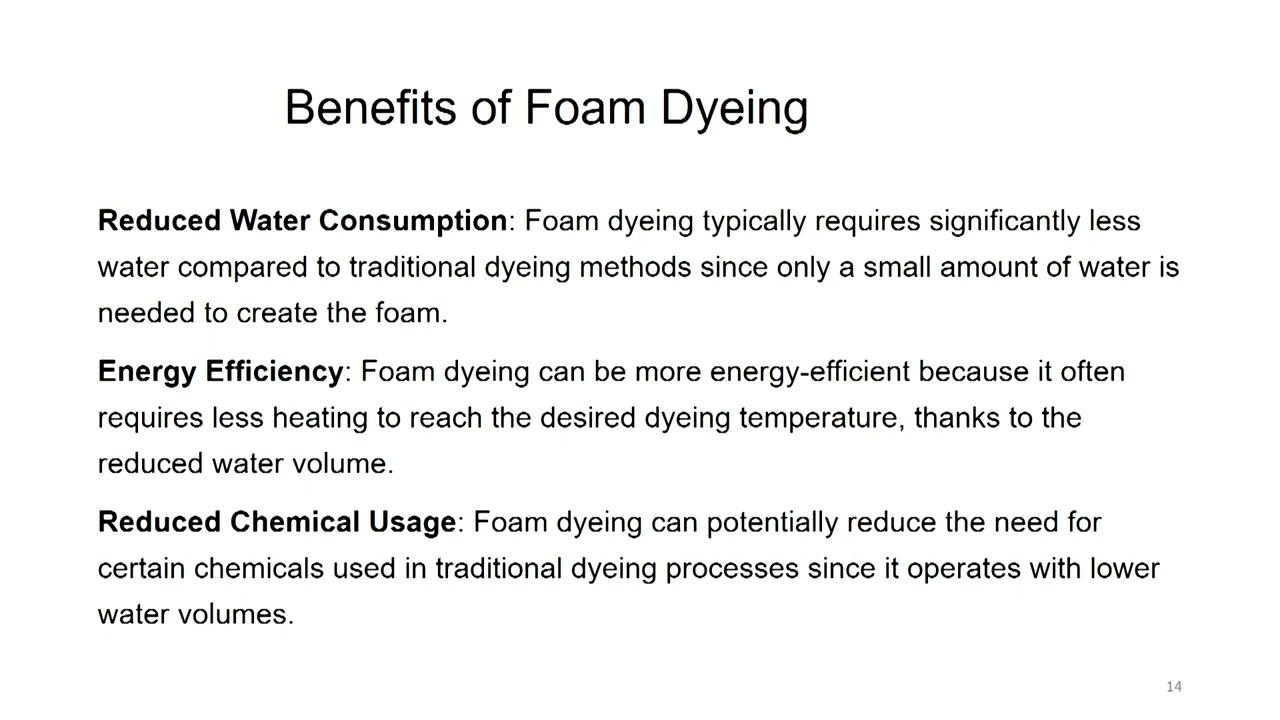 Benefits of Foam Dyeing
Reduced Water Consumption: Foam dyeing typically requires significantly less
water compared to traditional dyeing methods since only a small amount of water is
needed to create the foam.
Energy Efficiency: Foam dyeing can be more energy-efficient because it often
requires less heating to reach the desired dyeing temperature, thanks to the
reduced water volume.
Reduced Chemical Usage: Foam dyeing can potentially reduce the need for
certain chemicals used in traditional dyeing processes since it operates with lower
water volumes.
14